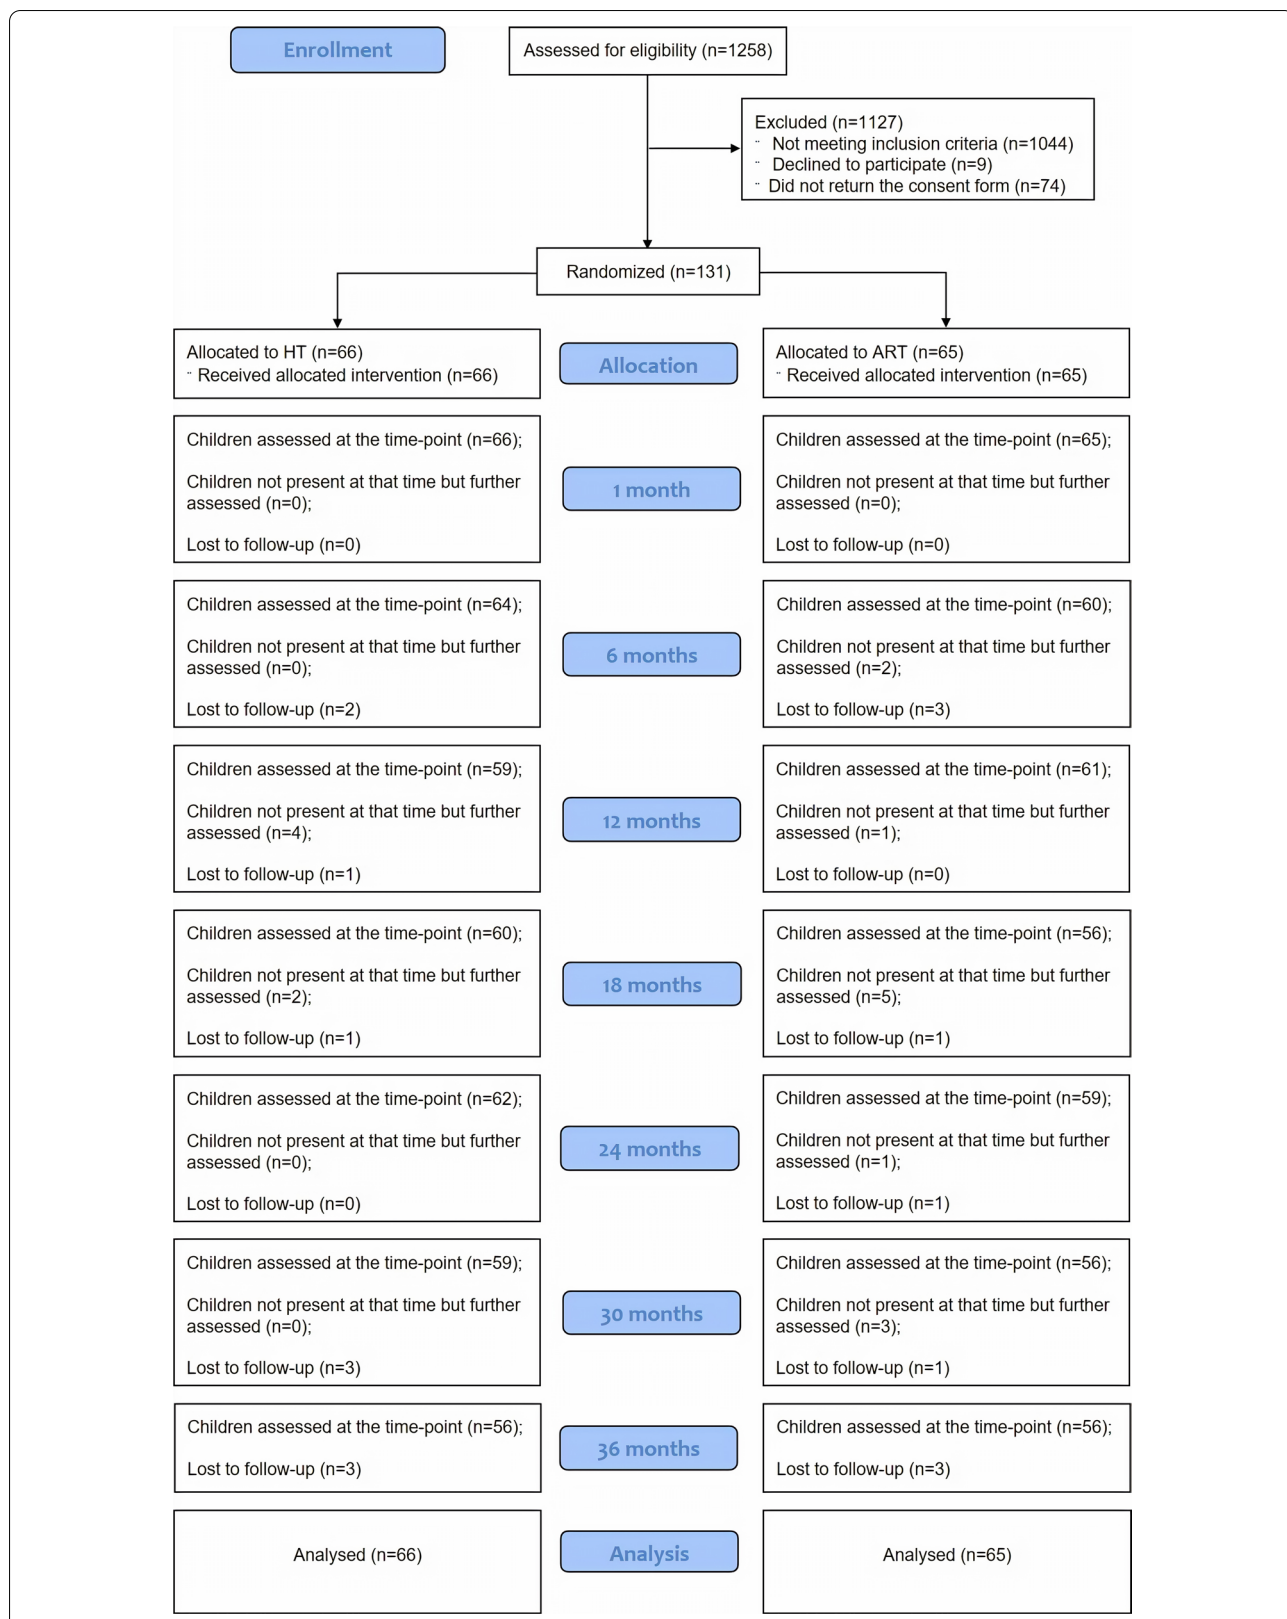 Enrollment
Assessed for eligibility (n=1258)
Excluded (n=1127)
¨ Not meeting inclusion criteria (n=1044)
¨ Declined to participate (n=9)
¨ Did not return the consent form (n=74)
Randomized (n=131)
Allocated to HT (n=66)
¨ Received allocated intervention (n=66)
Allocation
Allocated to ART (n=65)
¨ Received allocated intervention (n=65)
Children assessed at the time-point (n=66);
Children not present at that time but further
assessed (n=0);
Lost to follow-up (n=0)
1 month
Children assessed at the time-point (n=65);
Children not present at that time but further
assessed (n=0);
Lost to follow-up (n=0)
Children assessed at the time-point (n=64);
Children not present at that time but further
assessed (n=0);
Lost to follow-up (n=2)
6 months
Children assessed at the time-point (n=60);
Children not present at that time but further
assessed (n=2);
Lost to follow-up (n=3)
Children assessed at the time-point (n=59);
Children not present at that time but further
assessed (n=4);
Lost to follow-up (n=1)
12 months
Children assessed at the time-point (n=61);
Children not present at that time but further
assessed (n=1);
Lost to follow-up (n=0)
Children assessed at the time-point (n=60);
Children not present at that time but further
assessed (n=2);
Lost to follow-up (n=1)
18 months
Children assessed at the time-point (n=56);
Children not present at that time but further
assessed (n=5);
Lost to follow-up (n=1)
Children assessed at the time-point (n=62);
Children not present at that time but further
assessed (n=0);
Lost to follow-up (n=0)
24 months
Children assessed at the time-point (n=59);
Children not present at that time but further
assessed (n=1);
Lost to follow-up (n=1)
Children assessed at the time-point (n=59);
Children not present at that time but further
assessed (n=0);
Lost to follow-up (n=3)
30 months
Children assessed at the time-point (n=56);
Children not present at that time but further
assessed (n=3);
Lost to follow-up (n=1)
Children assessed at the time-point (n=56);
Lost to follow-up (n=3)
36 months
Children assessed at the time-point (n=56);
Lost to follow-up (n=3)
Analysed (n=66)
Analysis
Analysed (n=65)